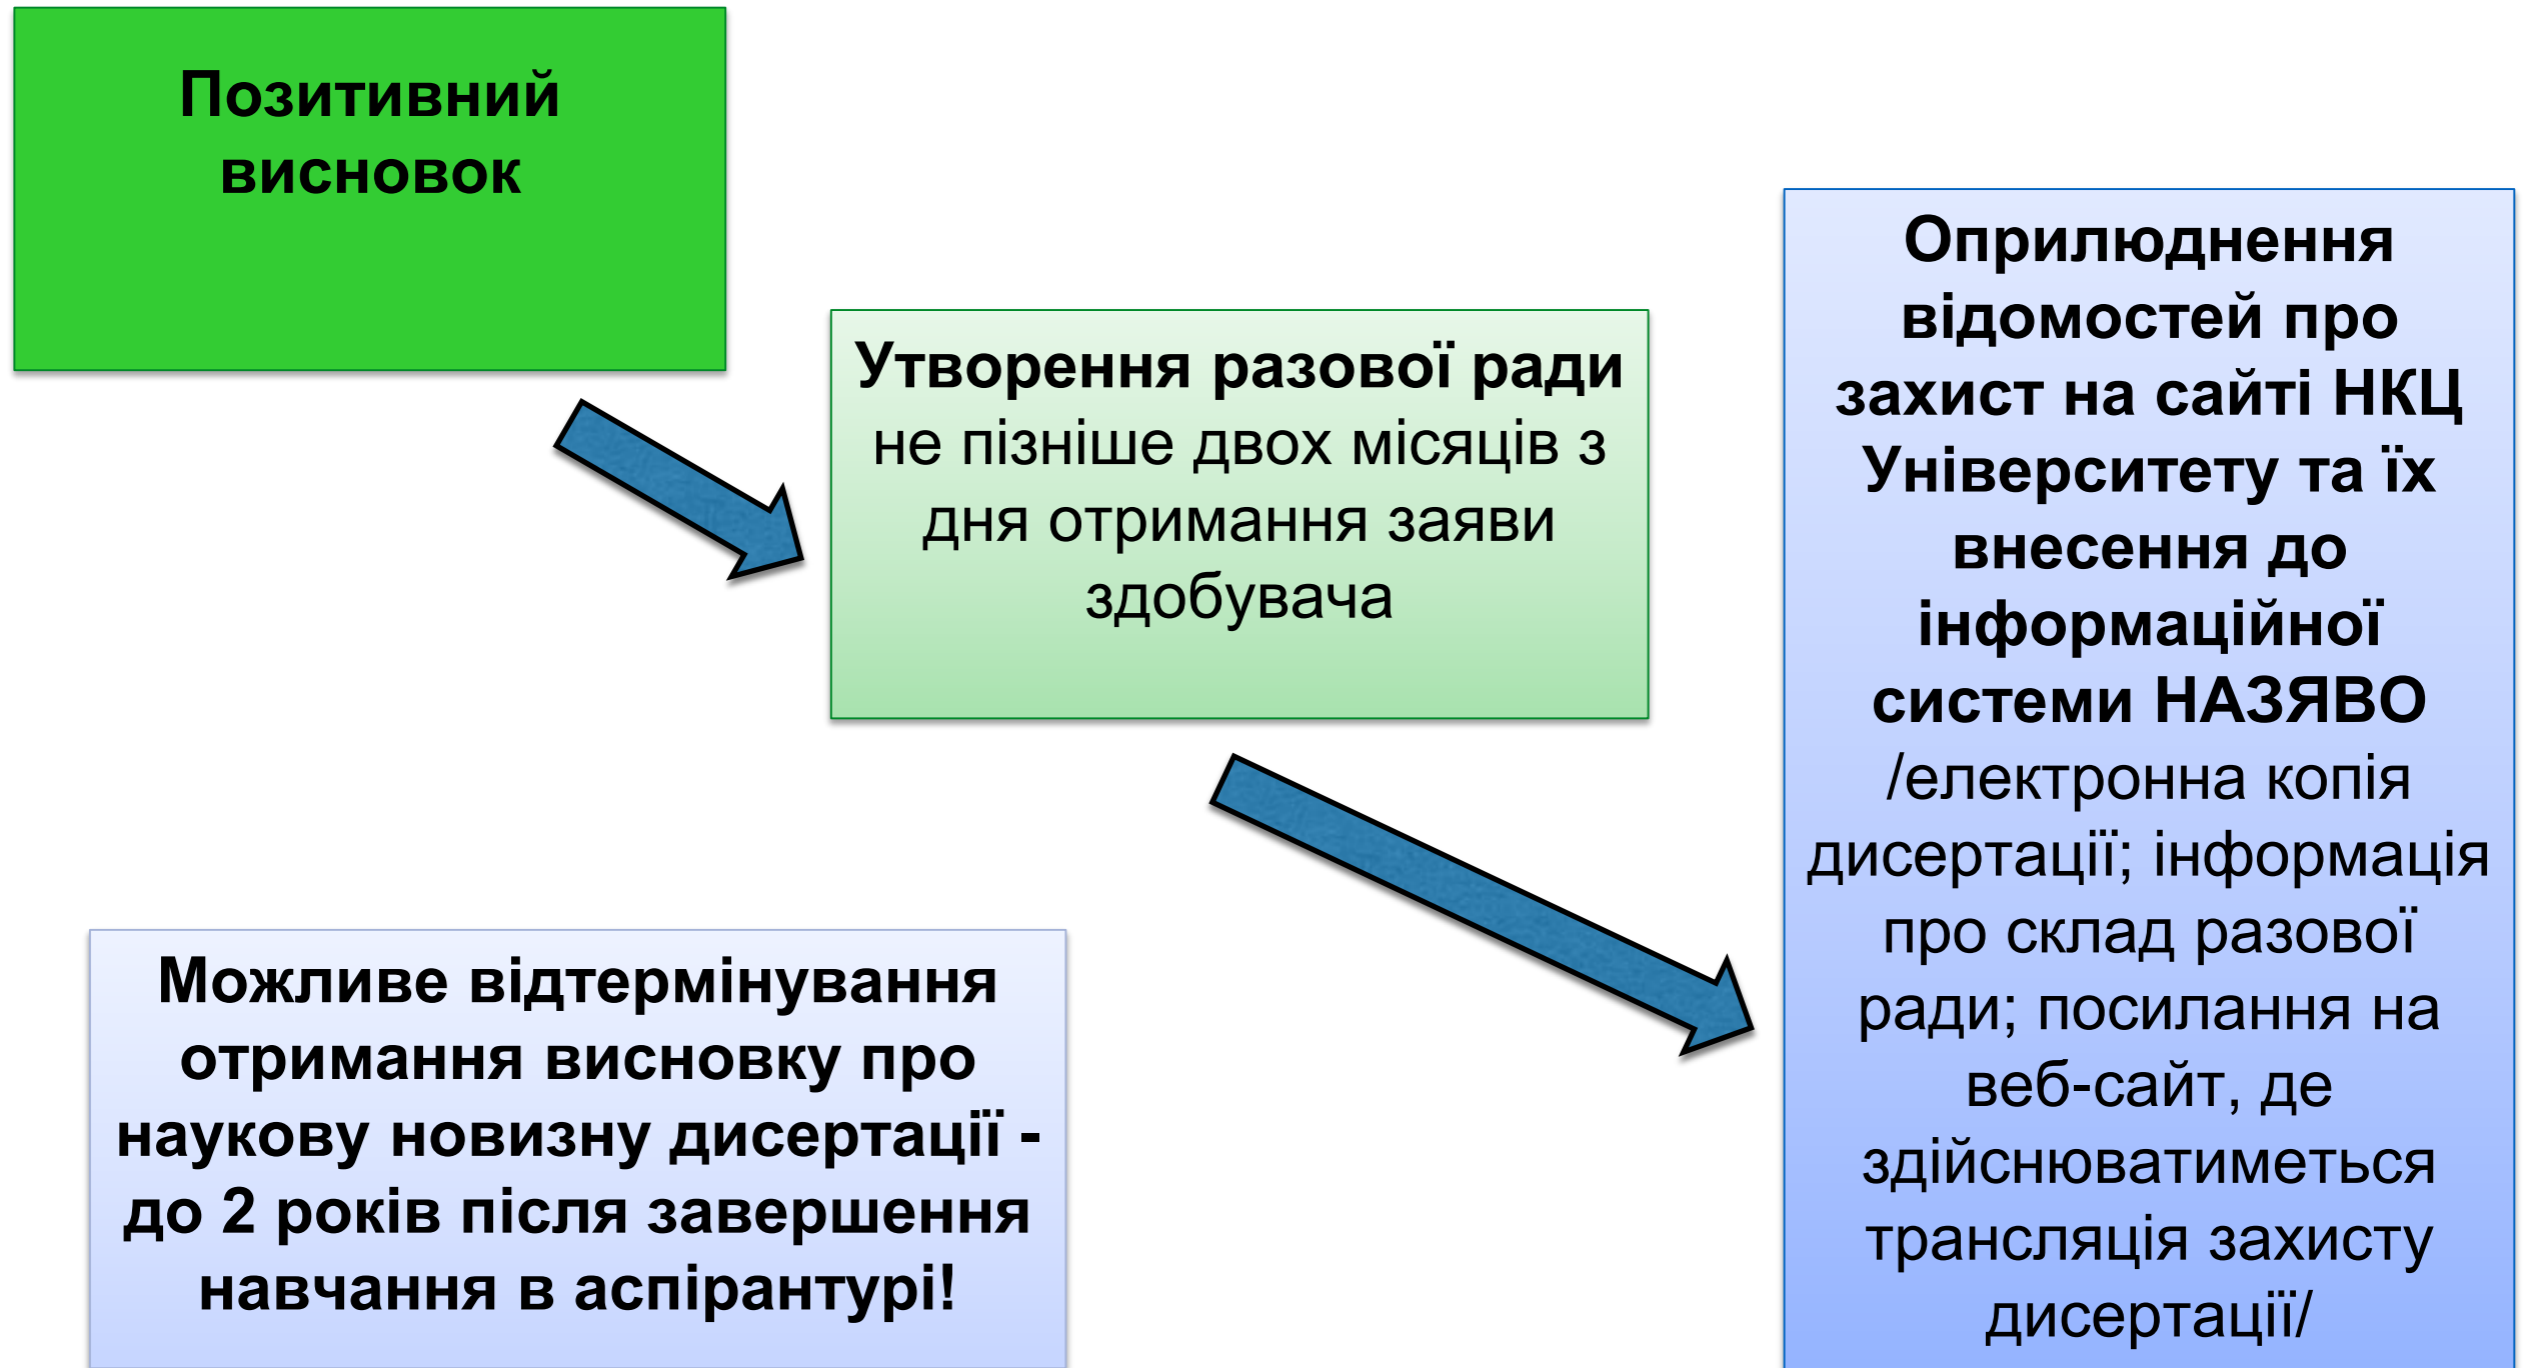 Позитивний
висновок
Утворення разової ради
не пізніше двох місяців з
дня отримання заяви
здобувача
Оприлюднення
відомостей про
захист на сайті НКЦ
Університету та їх
внесення до
інформаційної
системи НАЗЯВО
/електронна копія
дисертації; інформація
про склад разової
ради; посилання на
веб-сайт, де
здійснюватиметься
трансляція захисту
дисертації/
Можливе відтермінування
отримання висновку про
наукову новизну дисертації -
до 2 років після завершення
навчання в аспірантурі!